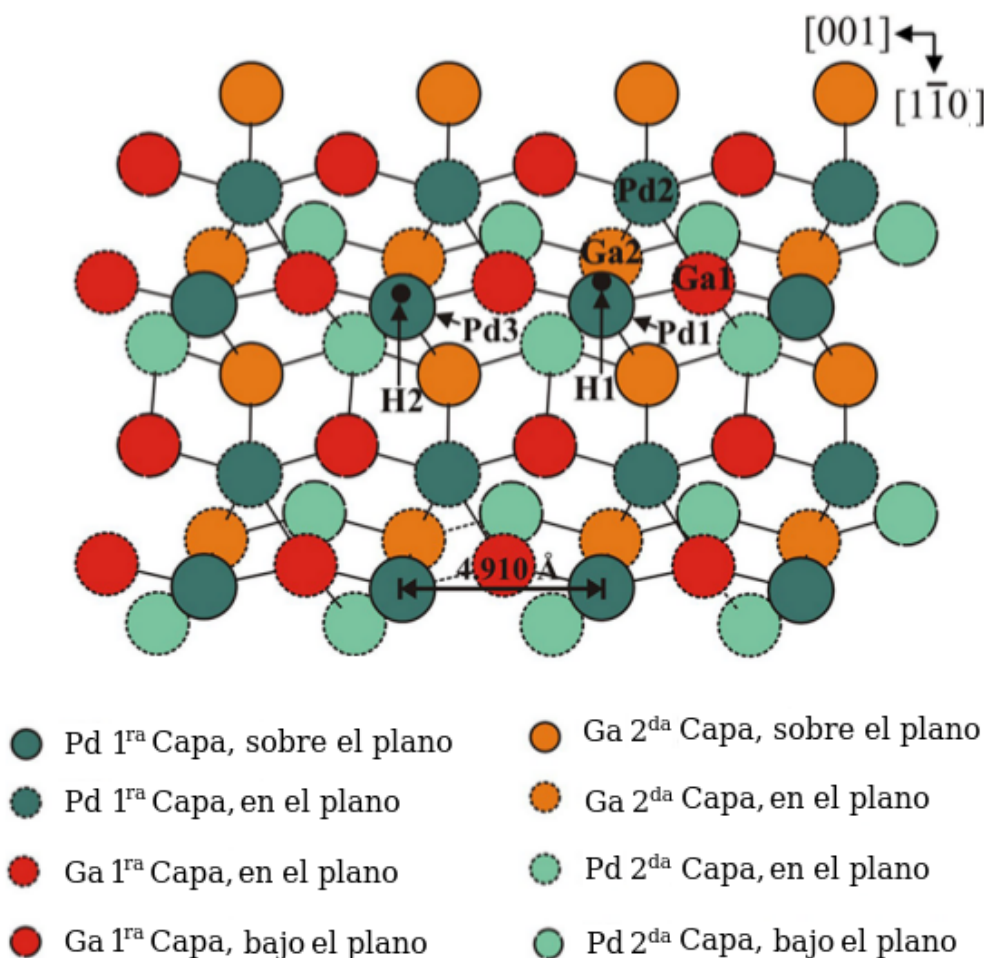 [001]
[11̄0]
Pd2
Ga2
Ga1
Pd3
Pd1
H2
H1
4.910 Å
Pd 1ra Capa, sobre el plano
Pd 1ra Capa, en el plano
Ga 1ra Capa, en el plano
Ga 1ra Capa, bajo el plano
Ga 2da Capa, sobre el plano
Ga 2da Capa, en el plano
Pd 2da Capa, en el plano
Pd 2da Capa, bajo el plano